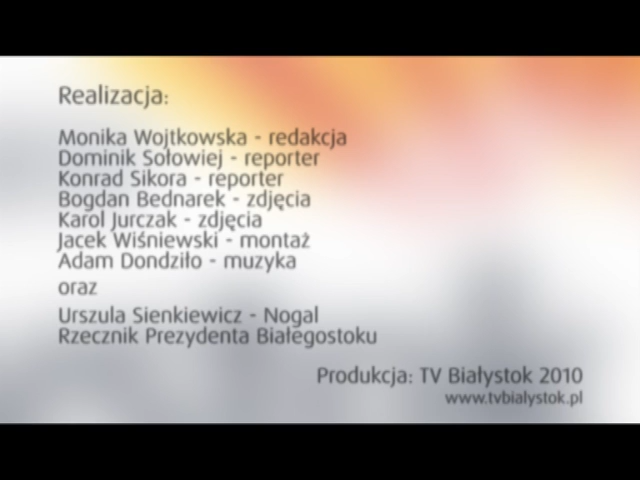 Realizacja:
Monika Wojtkowska - redakcja
Dominik Sołowiej - reporter
Konrad Sikora - reporter
Bogdan Bednarek - zdjęcia
Karol Jurczak - zdjęcia
Jacek Wiśniewski - montaż
Adam Dondziło - muzyka
oraz
Urszula Sienkiewicz - Nogal
Rzecznik Prezydenta Białegostoku
Produkcja: TV Białystok 2010
www.tvbialystok.pl